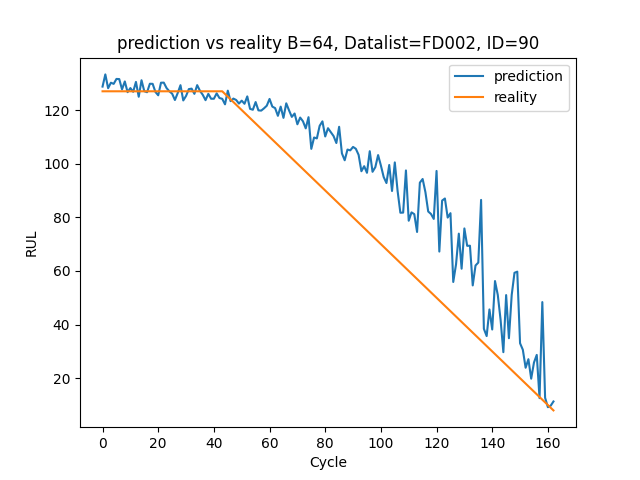 prediction vs reality B=64, Datalist=FD002, ID=90
prediction
reality
RUL
120
100
80
60
40
20
0 20 40 60 80 100 120 140 160
Cycle